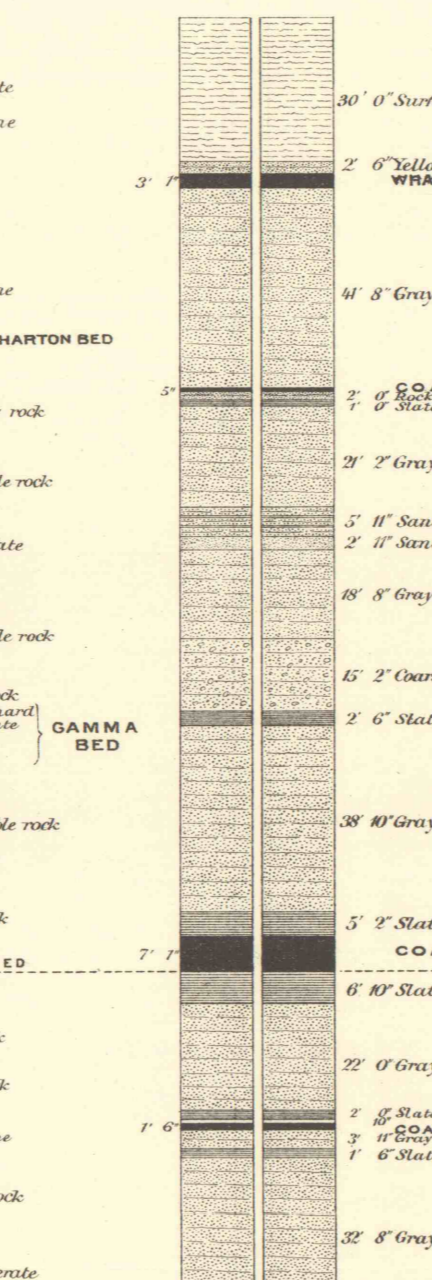 te
ne
30' 0" Surf
2' 6" Yello
3' 1"
WHA
ne
41' 8" Gray
HARTON BED
5"
COA
2' 0" Rock
1' 0" Slat
rock
21' 2" Gray
le rock
5' 11" San
ate
2' 11" San
18' 8" Gray
le rock
15' 2" Coar
ck
hard
te
GAMMA
BED
2' 6" Slat
38' 10" Gray
le rock
k
5' 2" Slat
7' 1"
CO
ED
6' 10" Slat
22' 0" Gray
k
2' 0" Slat
10"
1' 6"
COA
ne
3' 11" Gray
1' 6" Slat
ock
32' 8" Gray
erate